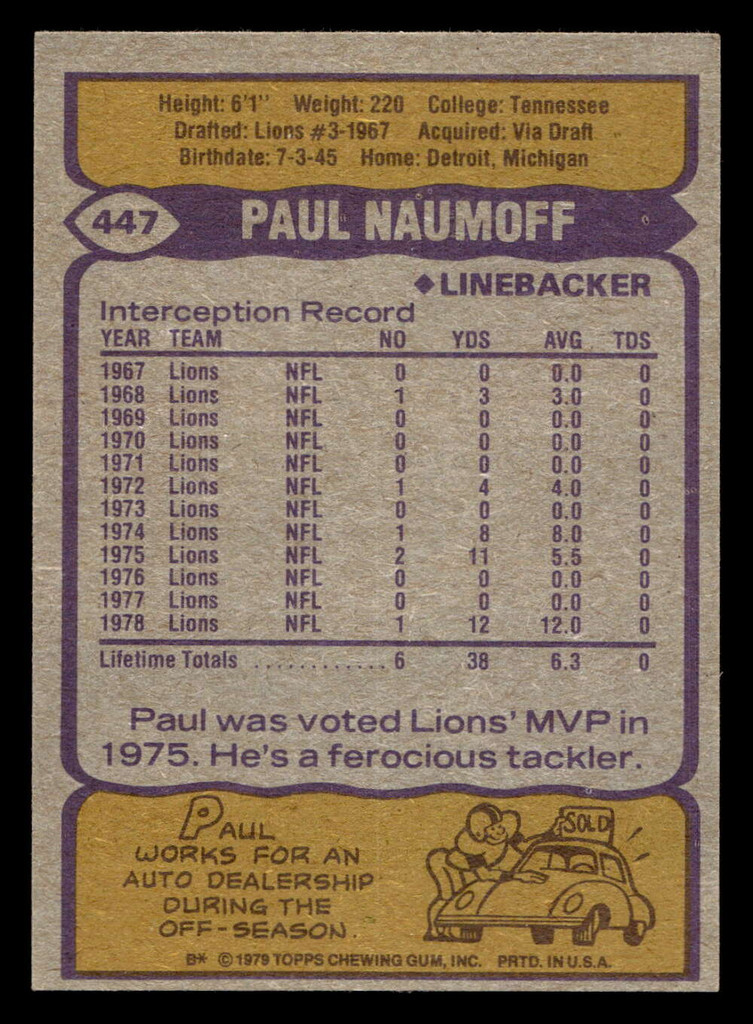 Height: 6'1" Weight: 220 College: Tennessee
Drafted: Lions #3-1967 Acquired: Via Draft
Birthdate: 7-3-45 Home: Detroit, Michigan
447 PAUL NAUMOFF
◆LINEBACKER
Interception Record
YEAR TEAM NO YDS AVG TDS
1967 Lions NFL 0 0 0.0 0
1968 Lions NFL 1 3 3.0 0
1969 Lions NFL 0 0 0.0 0
1970 Lions NFL 0 0 0.0 0
1971 Lions NFL 0 0 0.0 0
1972 Lions NFL 1 4 4.0 0
1973 Lions NFL 0 0 0.0 0
1974 Lions NFL 1 8 8.0 0
1975 Lions NFL 2 11 5.5 0
1976 Lions NFL 0 0 0.0 0
1977 Lions NFL 0 0 0.0 0
1978 Lions NFL 1 12 12.0 0
Lifetime Totals ............ 6 38 6.3 0
Paul was voted Lions' MVP in
1975. He's a ferocious tackler.
PAUL
WORKS FOR AN
AUTO DEALERSHIP
DURING THE
OFF-SEASON.
SOLD
B* © 1979 TOPPS CHEWING GUM, INC. PRTD. IN U.S.A.